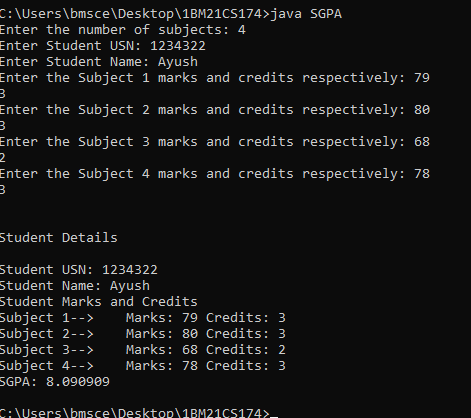 C:\Users\bmsce\Desktop\1BM21CS174>java SGPA
Enter the number of subjects: 4
Enter Student USN: 1234322
Enter Student Name: Ayush
Enter the Subject 1 marks and credits respectively: 79
3
Enter the Subject 2 marks and credits respectively: 80
3
Enter the Subject 3 marks and credits respectively: 68
2
Enter the Subject 4 marks and credits respectively: 78
3
Student Details
Student USN: 1234322
Student Name: Ayush
Student Marks and Credits
Subject 1-->    Marks: 79 Credits: 3
Subject 2-->    Marks: 80 Credits: 3
Subject 3-->    Marks: 68 Credits: 2
Subject 4-->    Marks: 78 Credits: 3
SGPA: 8.090909
C:\Users\bmsce\Desktop\1BM21CS174>_